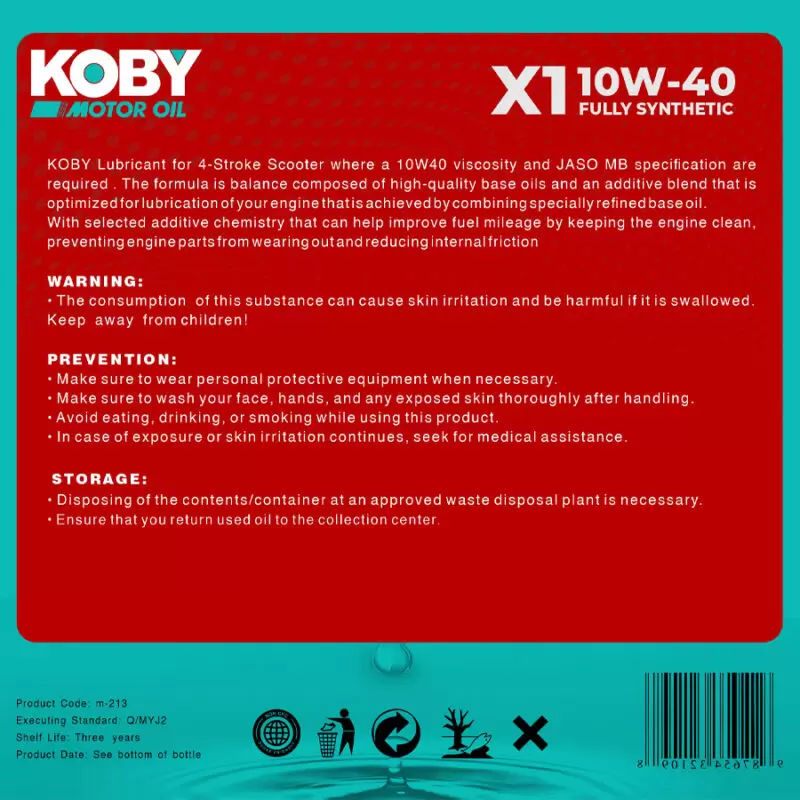 KOBY
MOTOR OIL
X1 10W-40
FULLY SYNTHETIC
KOBY Lubricant for 4-Stroke Scooter where a 10W40 viscosity and JASO MB specification are
required . The formula is balance composed of high-quality base oils and an additive blend that is
optimized for lubrication of your engine that is achieved by combining specially refined base oil.
With selected additive chemistry that can help improve fuel mileage by keeping the engine clean,
preventing engine parts from wearing out and reducing internal friction
WARNING:
• The consumption of this substance can cause skin irritation and be harmful if it is swallowed.
Keep away from children!
PREVENTION:
• Make sure to wear personal protective equipment when necessary.
• Make sure to wash your face, hands, and any exposed skin thoroughly after handling.
• Avoid eating, drinking, or smoking while using this product.
• In case of exposure or skin irritation continues, seek for medical assistance.
STORAGE:
• Disposing of the contents/container at an approved waste disposal plant is necessary.
• Ensure that you return used oil to the collection center.
Product Code: m-213
Executing Standard: Q/MYJ2
Shelf Life: Three years
Product Date: See bottom of bottle
9 87654 32109 8